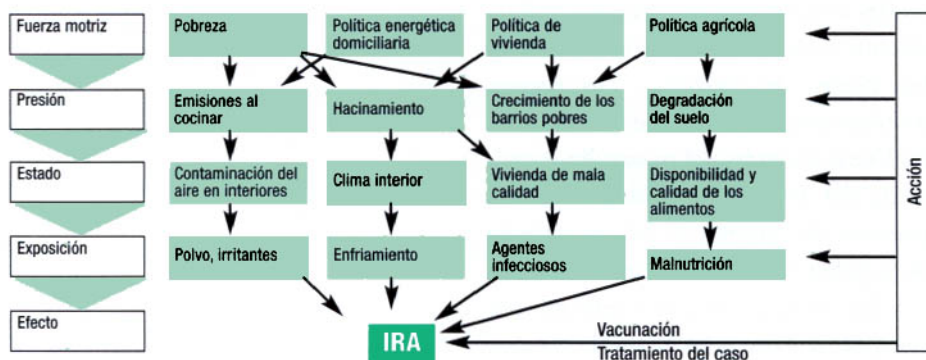 Fuerza motriz
Pobreza
Política energética
domiciliaria
Política de
vivienda
Política agrícola
Presión
Emisiones al
cocinar
Hacinamiento
Crecimiento de los
barrios pobres
Degradación
del suelo
Estado
Contaminación del
aire en interiores
Clima interior
Vivienda de mala
calidad
Disponibilidad y
calidad de los
alimentos
Exposición
Polvo, irritantes
Enfriamiento
Agentes
infecciosos
Malnutrición
Efecto
IRA
Vacunación
Tratamiento del caso
Acción